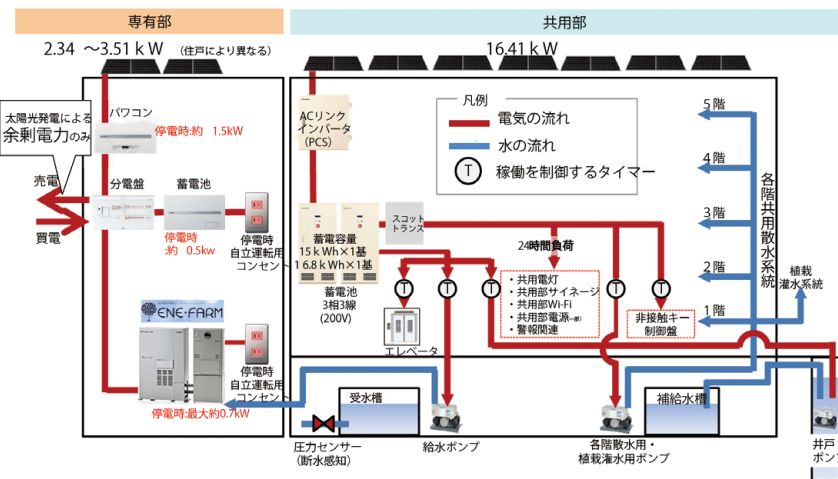 専有部
共用部
2.34 ～3.51ｋW （住戸により異なる）
16.41ｋW
太陽光発電による
余剰電力のみ
パワコン
停電時:約 1.5kW
売電
買電
分電盤
蓄電池
停電時
:約 0.5kw
停電時
自立運転用
コンセント
ENE・FARM
停電時:最大約0.7kW
停電時
自立運転用
コンセント
ACリンク
インバータ
（PCS）
凡例
電気の流れ
水の流れ
T 稼働を制御するタイマー
蓄電容量
15ｋWh×1基
16.8ｋWh×1基
蓄電池
3相3線
(200V)
スコット
トランス
24時間負荷
T
T
T
T
T
・共用電灯
・共用部サイネージ
・共用部Wi-Fi
・共用部電源
・警報関連
非接触キー
制御盤
エレベータ
5階
4階
3階
2階
1階
各階共用散水系統
植栽
灌水系統
受水槽
補給水槽
圧力センサー
（断水感知）
給水ポンプ
各階散水用・
植栽潅水用ポンプ
井戸
ポンプ